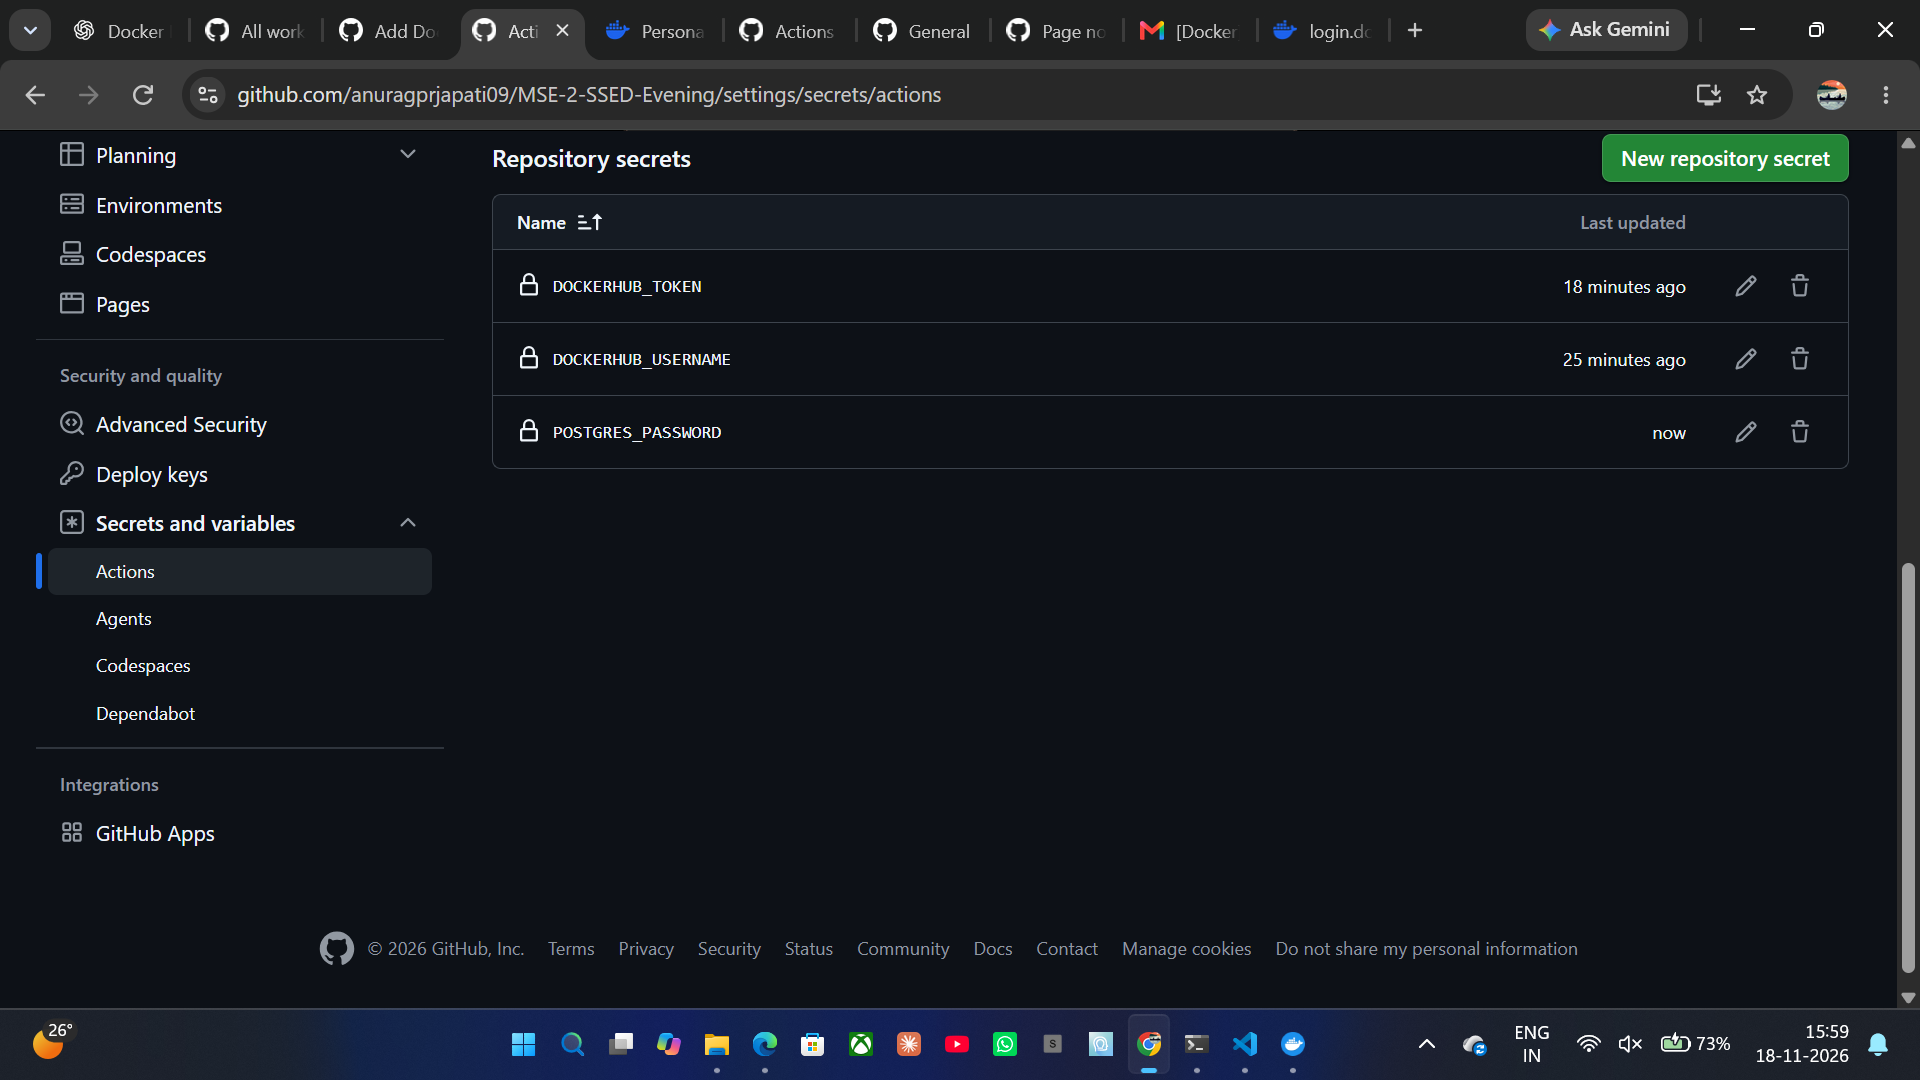 Docker
All work
Add Do
Acti
Persona
Actions
General
Page no
[Docker
login.dc
Ask Gemini
github.com/anuragprjapati09/MSE-2-SSED-Evening/settings/secrets/actions
Planning
Environments
Codespaces
Pages
Security and quality
Advanced Security
Deploy keys
Secrets and variables
Actions
Agents
Codespaces
Dependabot
Integrations
GitHub Apps
Repository secrets
New repository secret
Name
Last updated
DOCKERHUB_TOKEN
18 minutes ago
DOCKERHUB_USERNAME
25 minutes ago
POSTGRES_PASSWORD
now
© 2026 GitHub, Inc.
Terms
Privacy
Security
Status
Community
Docs
Contact
Manage cookies
Do not share my personal information
26°
ENG
IN
73%
15:59
18-11-2026